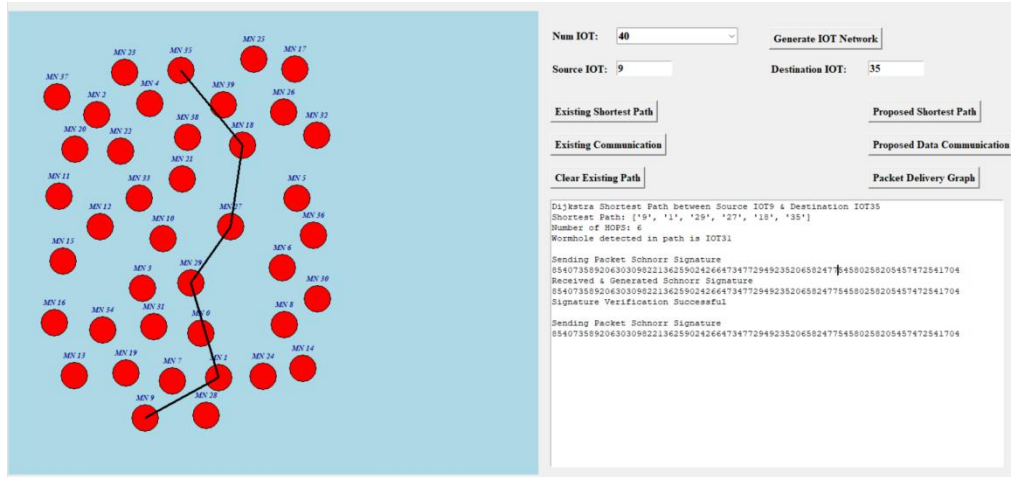 MN 25
MN 35
MN 17
MN 23
MN 37
MN 4
MN 39
MN 26
MN 2
MN 32
MN 20
MN 22
MN 38
MN 18
MN 21
MN 11
MN 33
MN 5
MN 12
MN 10
MN 27
MN 36
MN 15
MN 6
MN 3
MN 29
MN 30
MN 16
MN 34
MN 31
MN 0
MN 8
MN 13
MN 19
MN 7
MN 1
MN 24
MN 14
MN 9
MN 28
Num IOT: 40 Generate IOT Network
Source IOT: 9 Destination IOT: 35
Existing Shortest Path Proposed Shortest Path
Existing Communication Proposed Data Communication
Clear Existing Path Packet Delivery Graph
Dijkstra Shortest Path between Source IOT9 & Destination IOT35
Shortest Path: ['9', '1', '29', '27', '18', '35']
Number of HOPS: 6
Wormhole detected in path is IOT31
Sending Packet Schnorr Signature
85407358920630309822136259024266473477294923520658247754580258205457472541704
Received & Generated Schnorr Signature
85407358920630309822136259024266473477294923520658247754580258205457472541704
Signature Verification Successful
Sending Packet Schnorr Signature
85407358920630309822136259024266473477294923520658247754580258205457472541704